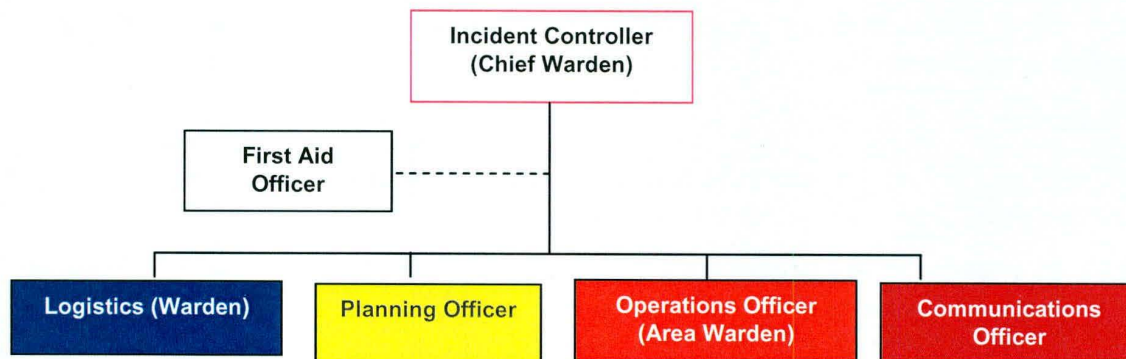 Incident Controller
(Chief Warden)
First Aid
Officer
Logistics (Warden)
Planning Officer
Operations Officer
(Area Warden)
Communications
Officer